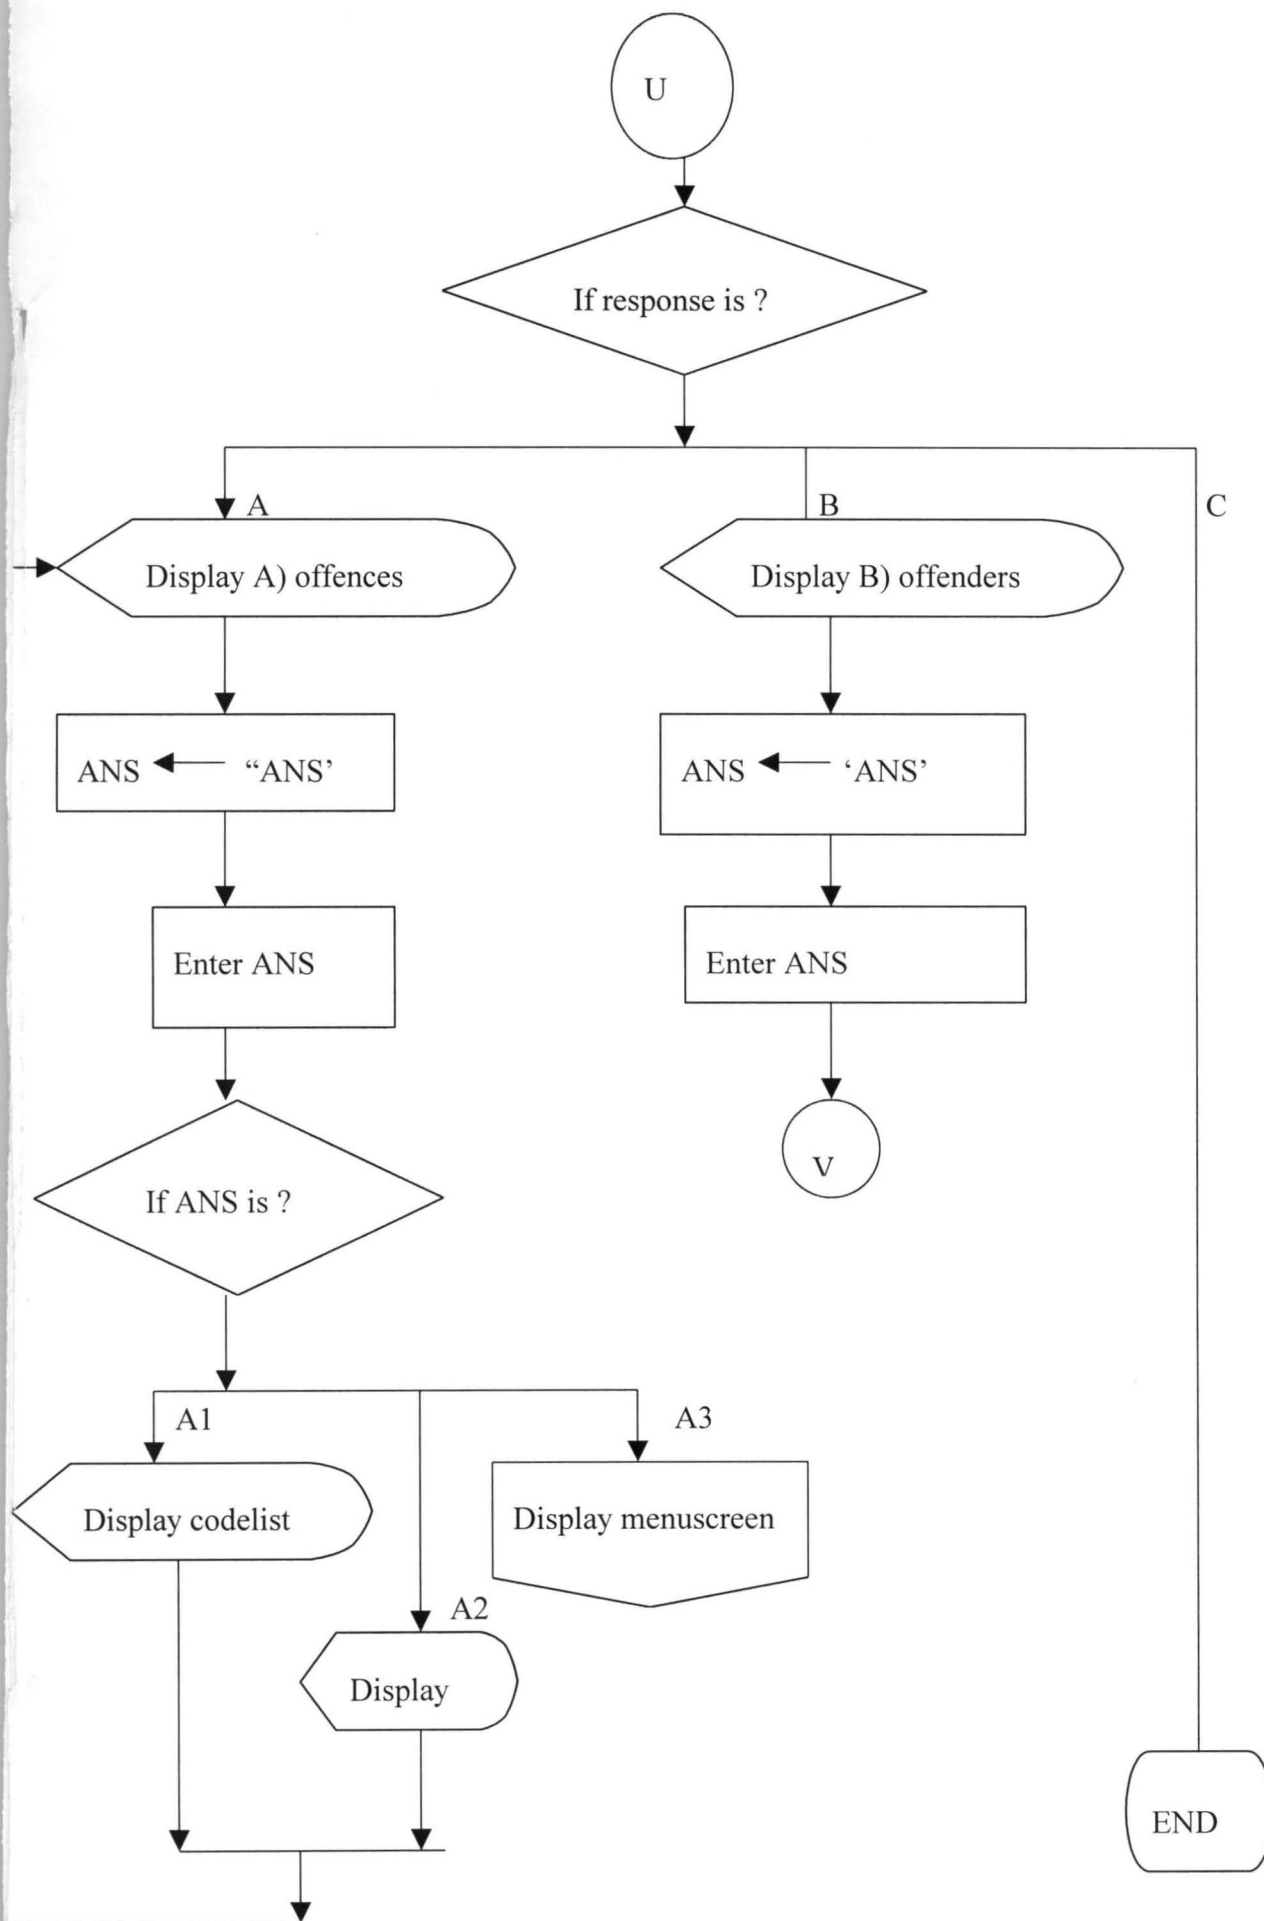 U
If response is ?
A
B
C
Display A) offences
Display B) offenders
ANS “ANS’
ANS ‘ANS’
Enter ANS
Enter ANS
V
If ANS is ?
A1
A3
Display codelist
Display menuscreen
A2
Display
END